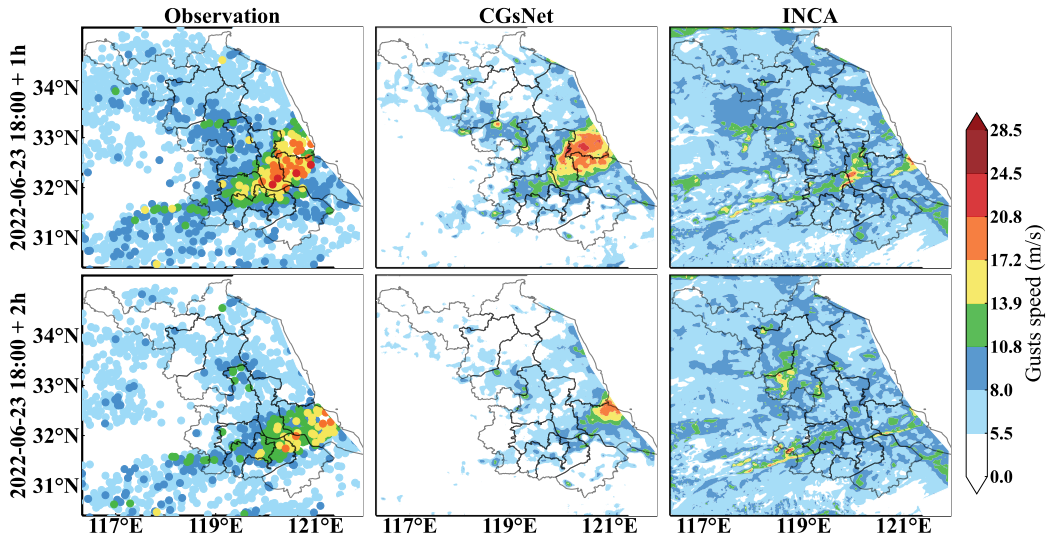 Observation CGsNet INCA
2022-06-23 18:00 + 1h
34°N
33°N
32°N
31°N
2022-06-23 18:00 + 2h
34°N
33°N
32°N
31°N
117°E 119°E 121°E 117°E 119°E 121°E 117°E 119°E 121°E
28.5
24.5
20.8
17.2
13.9
10.8
8.0
5.5
0.0
Gusts speed (m/s)